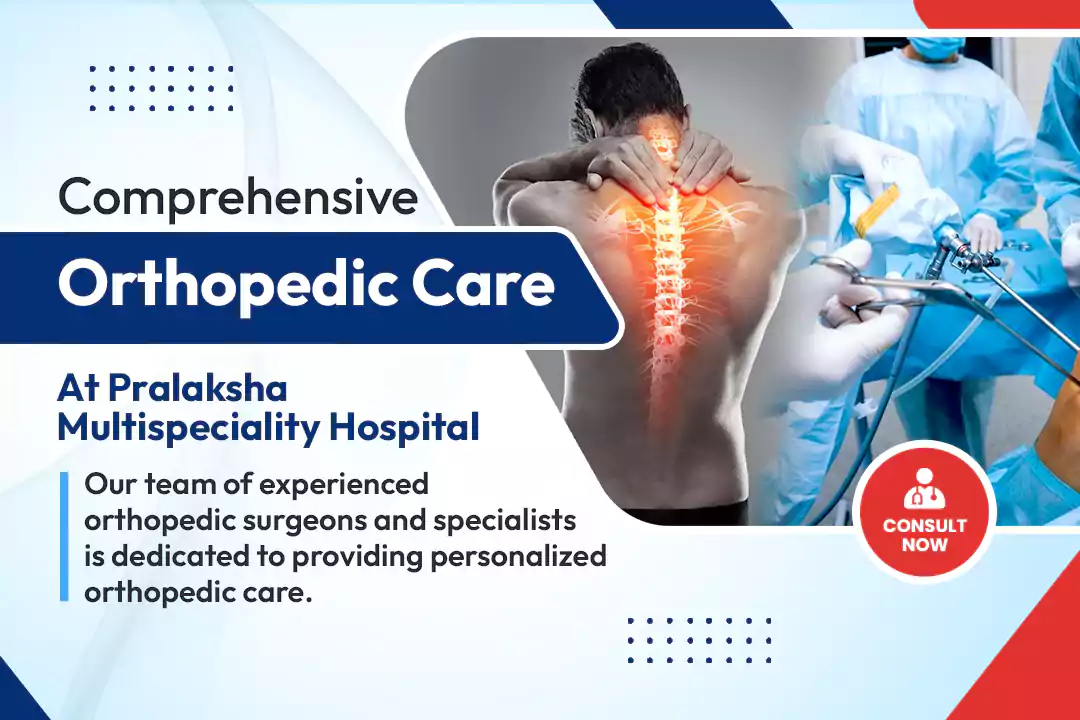 Comprehensive
Orthopedic Care
At Pralaksha
Multispeciality Hospital
Our team of experienced
orthopedic surgeons and specialists
is dedicated to providing personalized
orthopedic care.
CONSULT
NOW